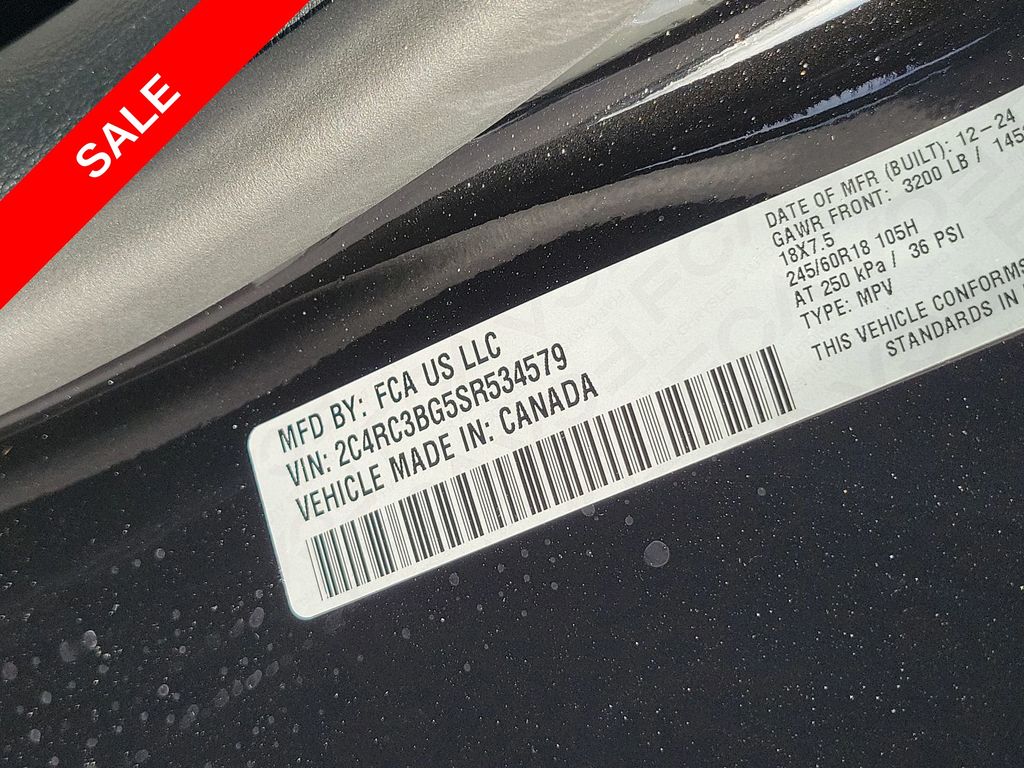 SALE
MFD BY: FCA US LLC
VIN: 2C4RC3BG5SR534579
VEHICLE MADE IN: CANADA
DATE OF MFR (BUILT): 12-24
GAWR FRONT: 3200 LB / 145
18X7.5
245/60R18 105H
AT 250 kPa / 36 PSI
TYPE: MPV
THIS VEHICLE CONFORMS
STANDARDS IN